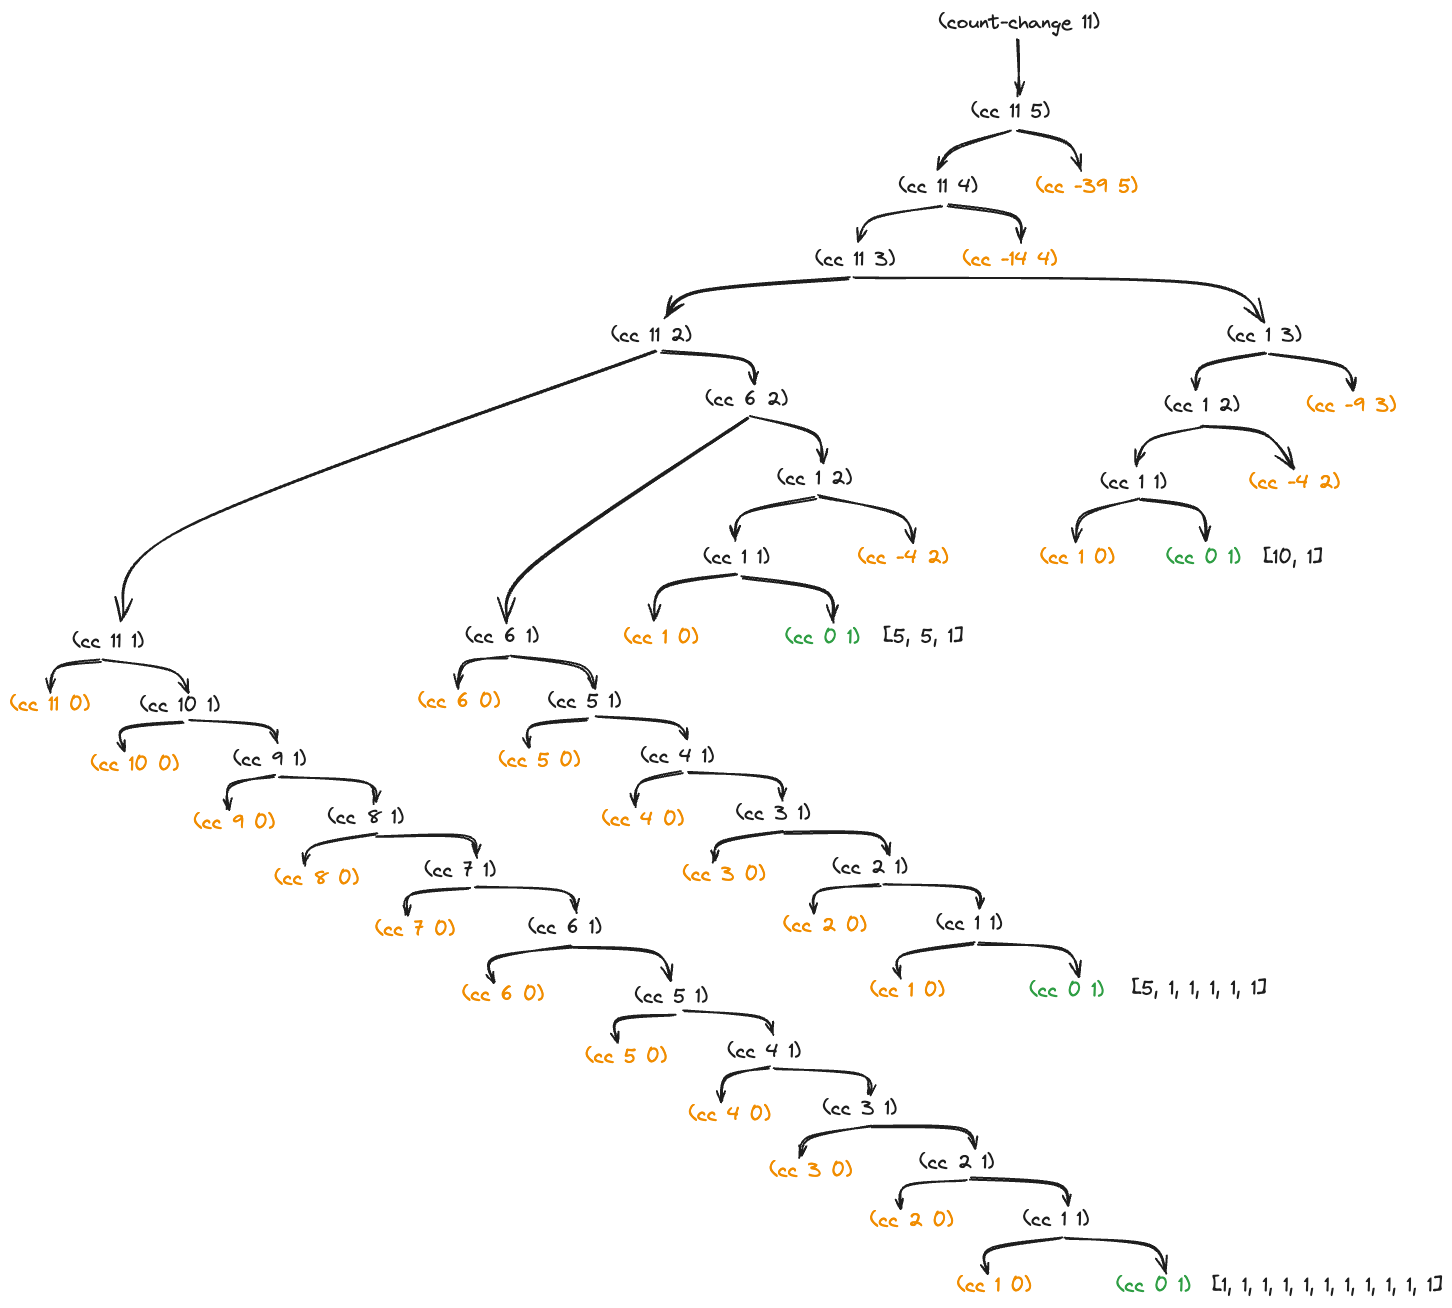 (count-change 11)
(cc 11 5)
(cc 11 4) (cc -39 5)
(cc 11 3) (cc -14 4)
(cc 11 2) (cc 1 3)
(cc 6 2) (cc 1 2) (cc -9 3)
(cc 1 2) (cc 1 1) (cc -4 2)
(cc 1 1) (cc -4 2) (cc 1 0) (cc 0 1) [10, 1]
(cc 11 1) (cc 6 1) (cc 1 0) (cc 0 1) [5, 5, 1]
(cc 11 0) (cc 10 1) (cc 6 0) (cc 5 1)
(cc 10 0) (cc 9 1) (cc 5 0) (cc 4 1)
(cc 9 0) (cc 8 1) (cc 4 0) (cc 3 1)
(cc 8 0) (cc 7 1) (cc 3 0) (cc 2 1)
(cc 7 0) (cc 6 1) (cc 2 0) (cc 1 1)
(cc 6 0) (cc 5 1) (cc 1 0) (cc 0 1) [5, 1, 1, 1, 1, 1, 1]
(cc 5 0) (cc 4 1)
(cc 4 0) (cc 3 1)
(cc 3 0) (cc 2 1)
(cc 2 0) (cc 1 1)
(cc 1 0) (cc 0 1) [1, 1, 1, 1, 1, 1, 1, 1, 1, 1, 1]